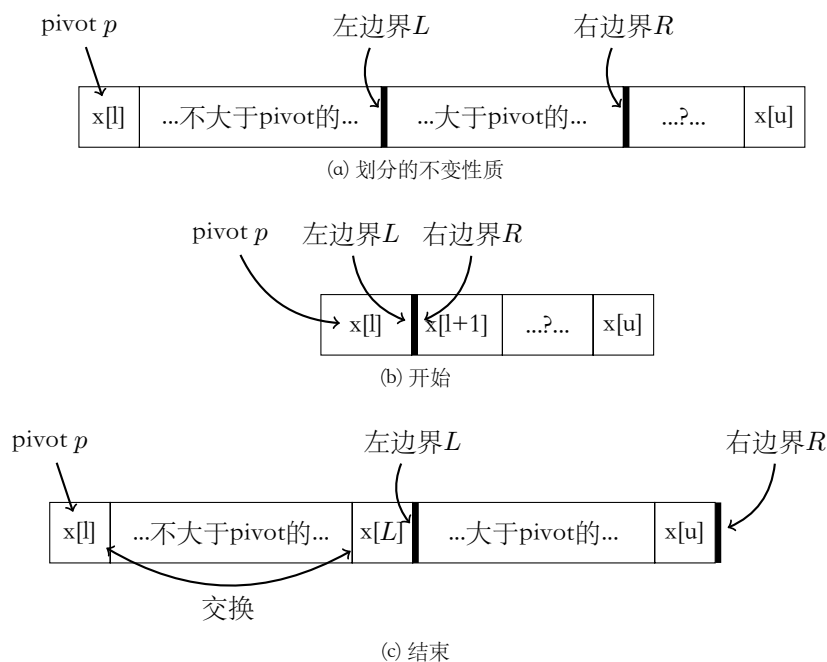 pivot p 左边界L 右边界R
x[l] ...不大于pivot的... ...大于pivot的... ...?... x[u]
(a) 划分的不变性质
pivot p 左边界L 右边界R
x[l] x[l+1] ...?... x[u]
(b) 开始
pivot p 左边界L 右边界R
x[l] ...不大于pivot的... x[L] ...大于pivot的... x[u]
交换
(c) 结束